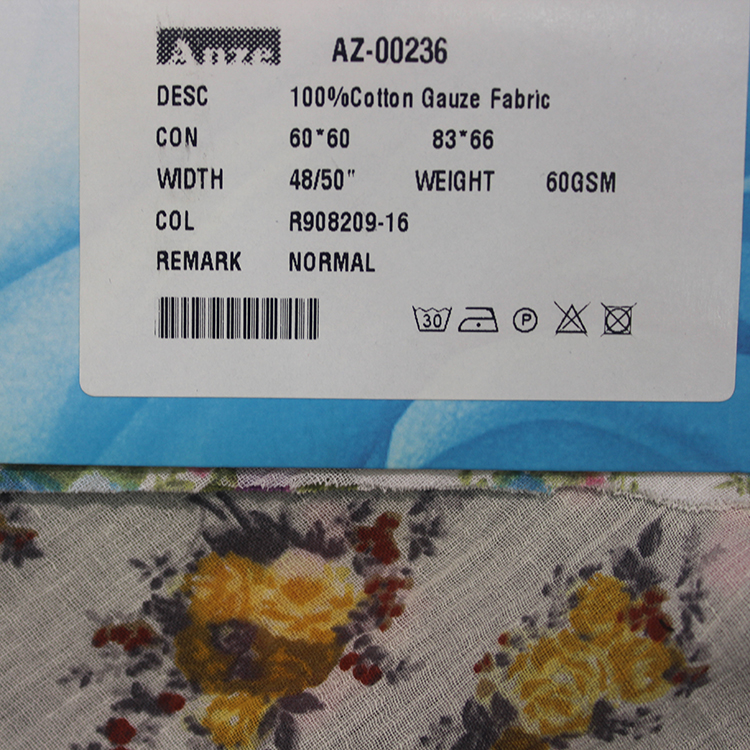 Anze AZ-00236
DESC 100%Cotton Gauze Fabric
CON 60*60 83*66
WIDTH 48/50" WEIGHT 60GSM
COL R908209-16
REMARK NORMAL
30 P